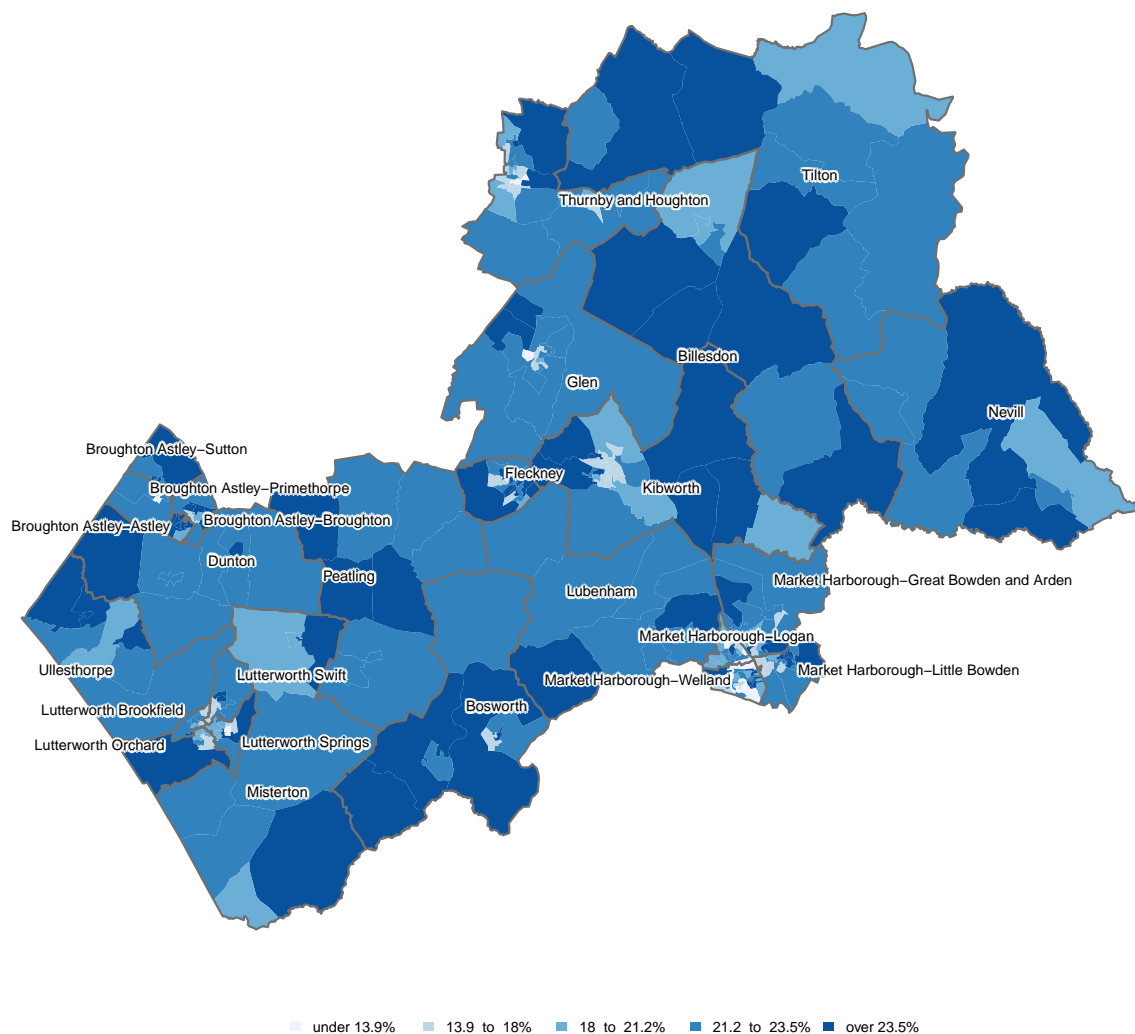 Tilton
Thurnby and Houghton
Billesdon
Glen
Nevill
Broughton Astley−Sutton
Fleckney
Broughton Astley−Primethorpe
Kibworth
Broughton Astley−Broughton
Broughton Astley−Astley
Dunton
Peatling
Market Harborough−Great Bowden and Arden
Lubenham
Market Harborough−Logan
Ullesthorpe
Market Harborough−Little Bowden
Lutterworth Swift
Market Harborough−Welland
Bosworth
Lutterworth Brookfield
Lutterworth Springs
Lutterworth Orchard
Misterton
under 13.9% 13.9 to 18% 18 to 21.2% 21.2 to 23.5% over 23.5%